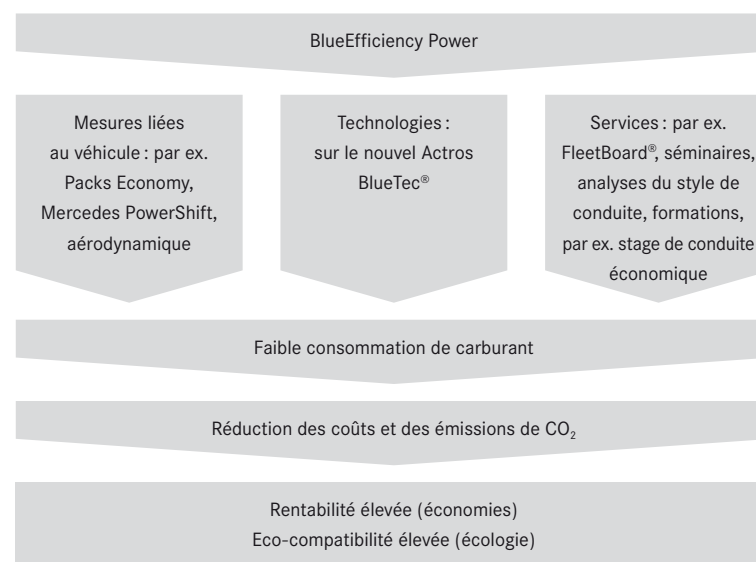 BlueEfficiency Power
Mesures liées
au véhicule : par ex.
Packs Economy,
Mercedes PowerShift,
aérodynamique
Technologies :
sur le nouvel Actros
BlueTec®
Services : par ex.
FleetBoard®, séminaires,
analyses du style de
conduite, formations,
par ex. stage de conduite
économique
Faible consommation de carburant
Réduction des coûts et des émissions de CO₂
Rentabilité élevée (économies)
Eco-compatibilité élevée (écologie)